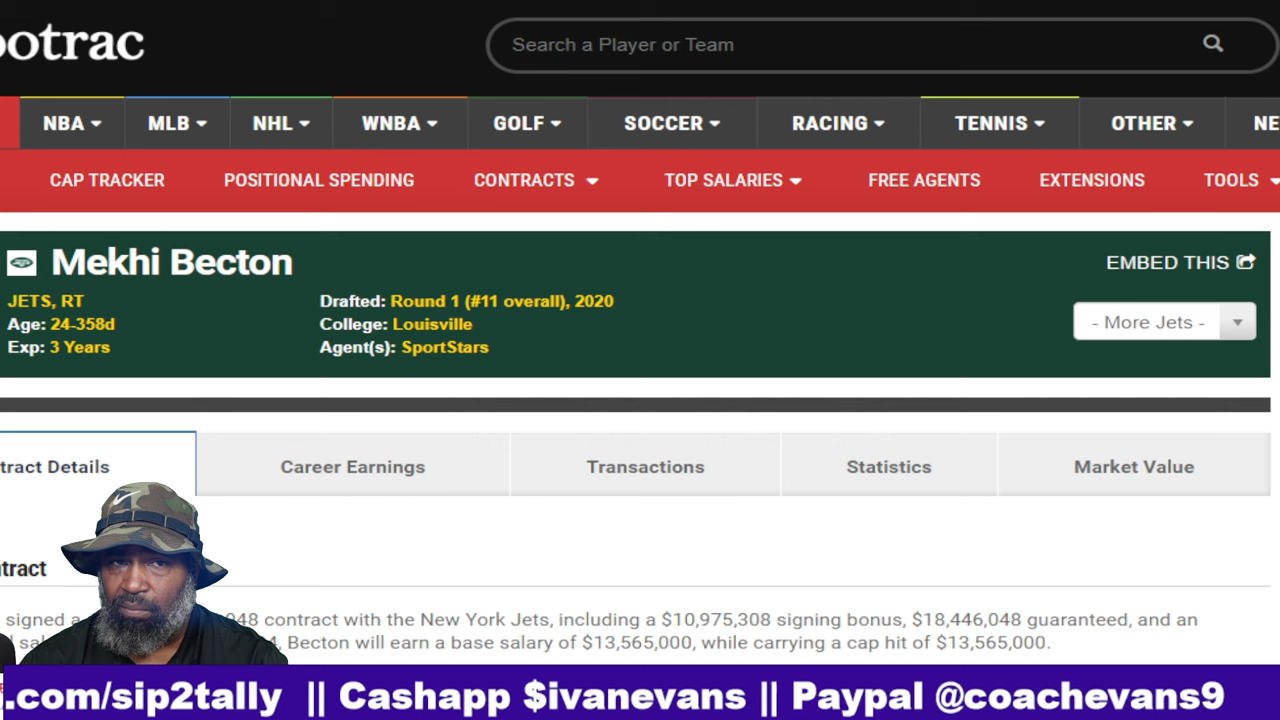 otrac
Search a Player or Team
NBA MLB NHL WNBA GOLF SOCCER RACING TENNIS OTHER NE
CAP TRACKER POSITIONAL SPENDING CONTRACTS TOP SALARIES FREE AGENTS EXTENSIONS TOOLS
Mekhi Becton
EMBED THIS
JETS, RT Drafted: Round 1 (#11 overall), 2020
- More Jets -
Age: 24-358d College: Louisville
Exp: 3 Years Agent(s): SportStars
tract Details Career Earnings Transactions Statistics Market Value
tract
signed a 048 contract with the New York Jets, including a $10,975,308 signing bonus, $18,446,048 guaranteed, and an
, Becton will earn a base salary of $13,565,000, while carrying a cap hit of $13,565,000.
.com/sip2tally || Cashapp $ivanevans || Paypal @coachevans9